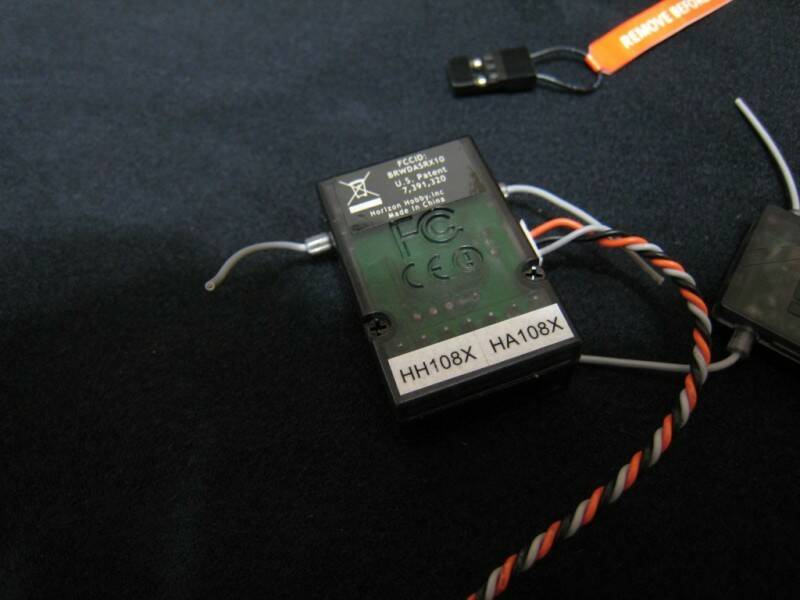 REMOVE BEFORE
FCCID:
BRWDASRX10
U.S. Patent
7,391,320
Horizon Hobby,Inc
Made In China
FC
CE
HH108X HA108X